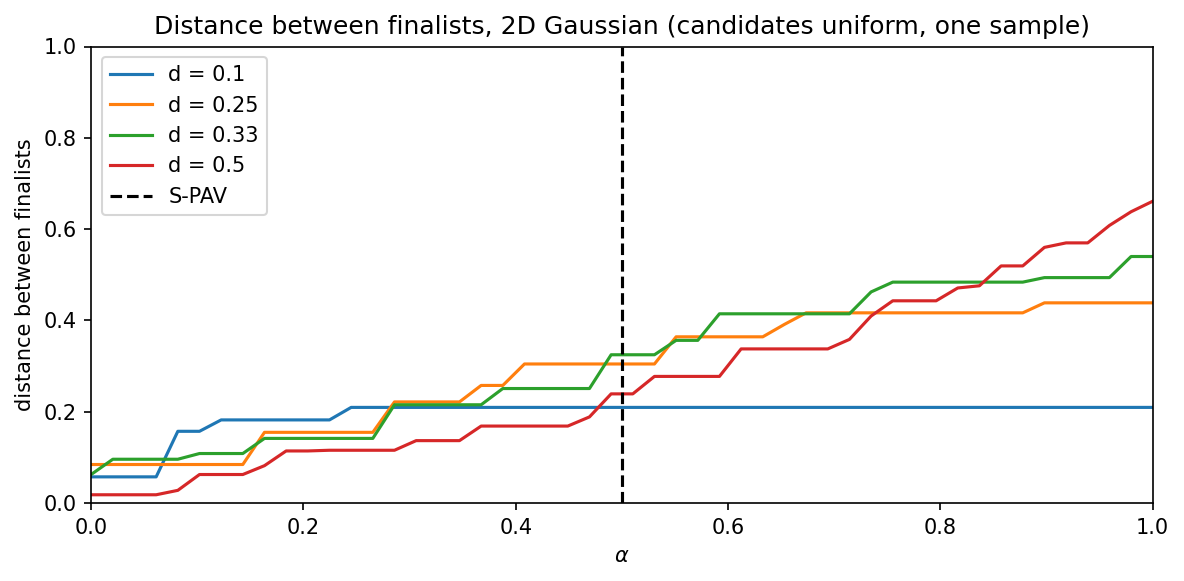 Distance between finalists, 2D Gaussian (candidates uniform, one sample)
distance between finalists
1.0
0.8
0.6
0.4
0.2
0.0
d = 0.1
d = 0.25
d = 0.33
d = 0.5
S-PAV
0.0 0.2 0.4 0.6 0.8 1.0
α